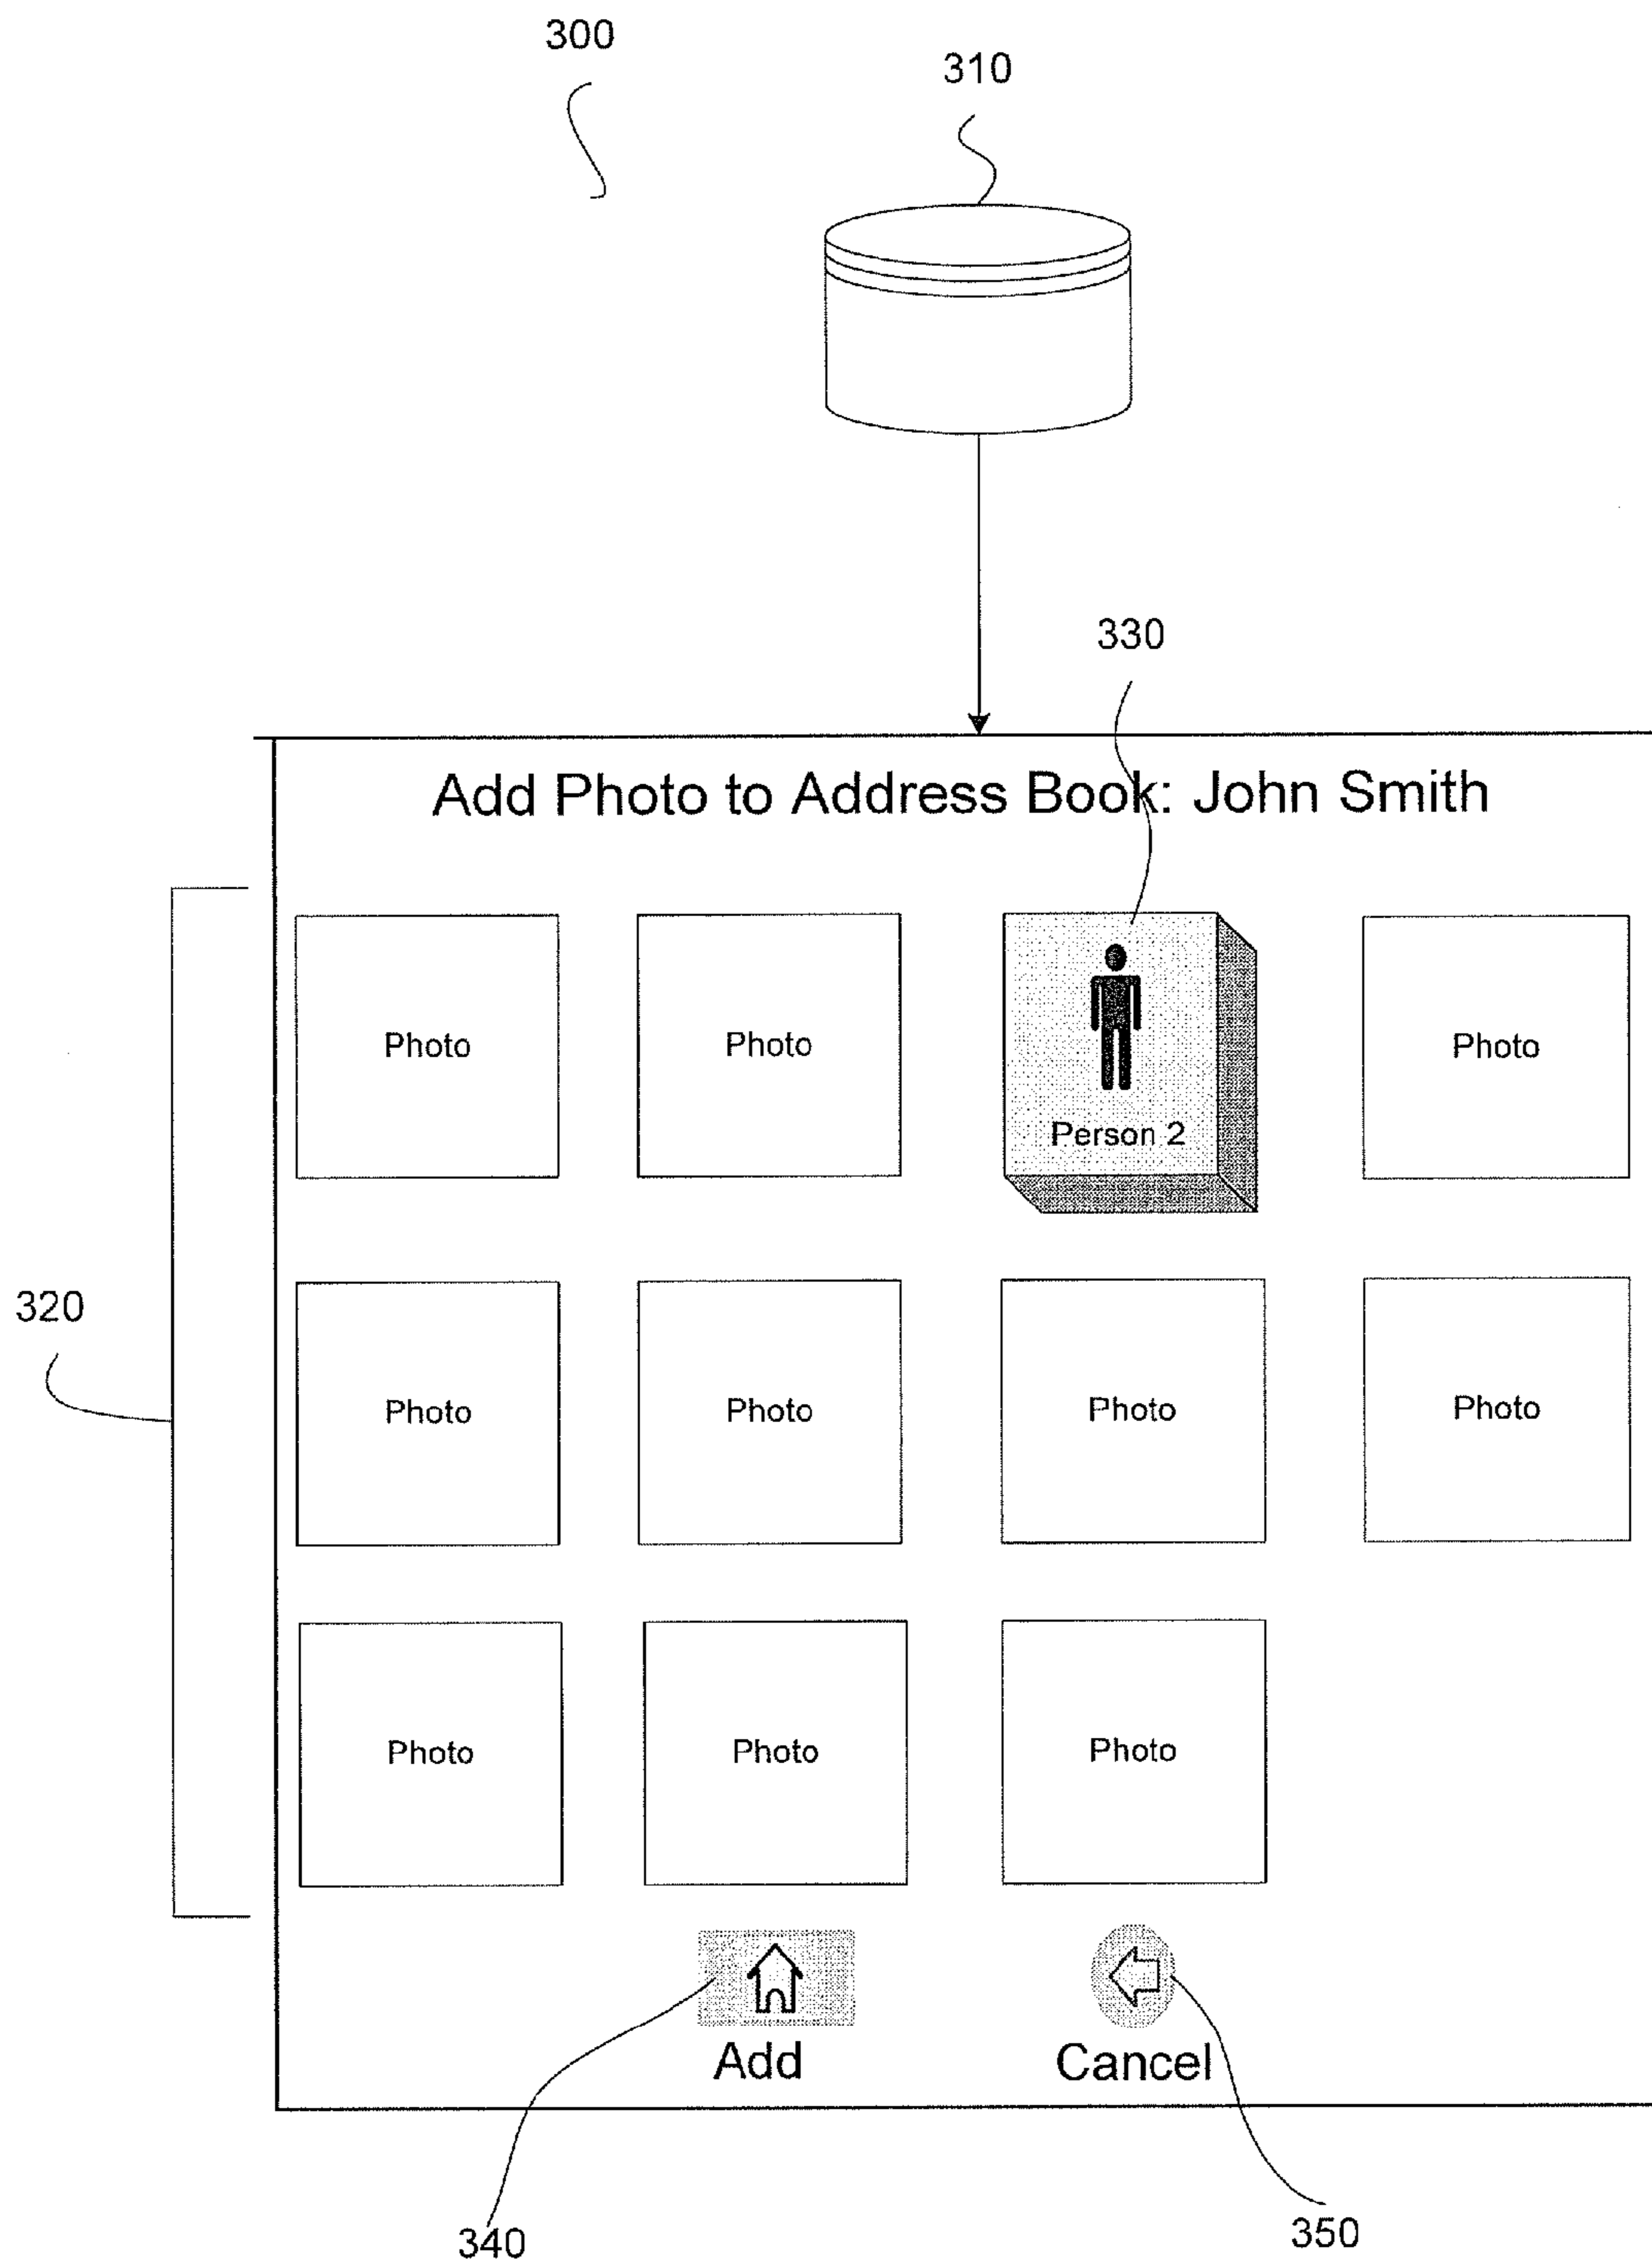 300
310
330
Add Photo to Address Book: John Smith
Photo Photo Photo
Person 2
320
Photo Photo Photo Photo
Photo Photo Photo
Add Cancel
340 350